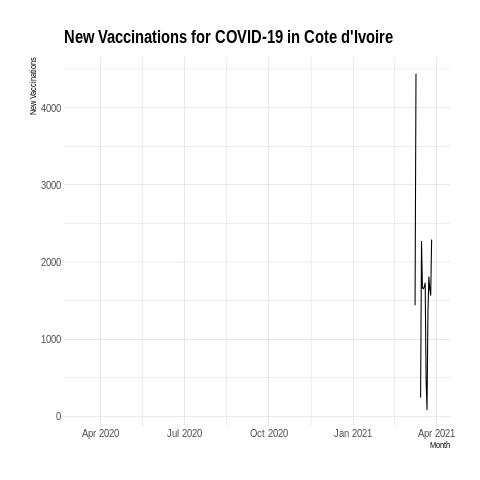 New Vaccinations for COVID-19 in Cote d'Ivoire
New Vaccinations
4000
3000
2000
1000
0
Apr 2020 Jul 2020 Oct 2020 Jan 2021 Apr 2021
Month